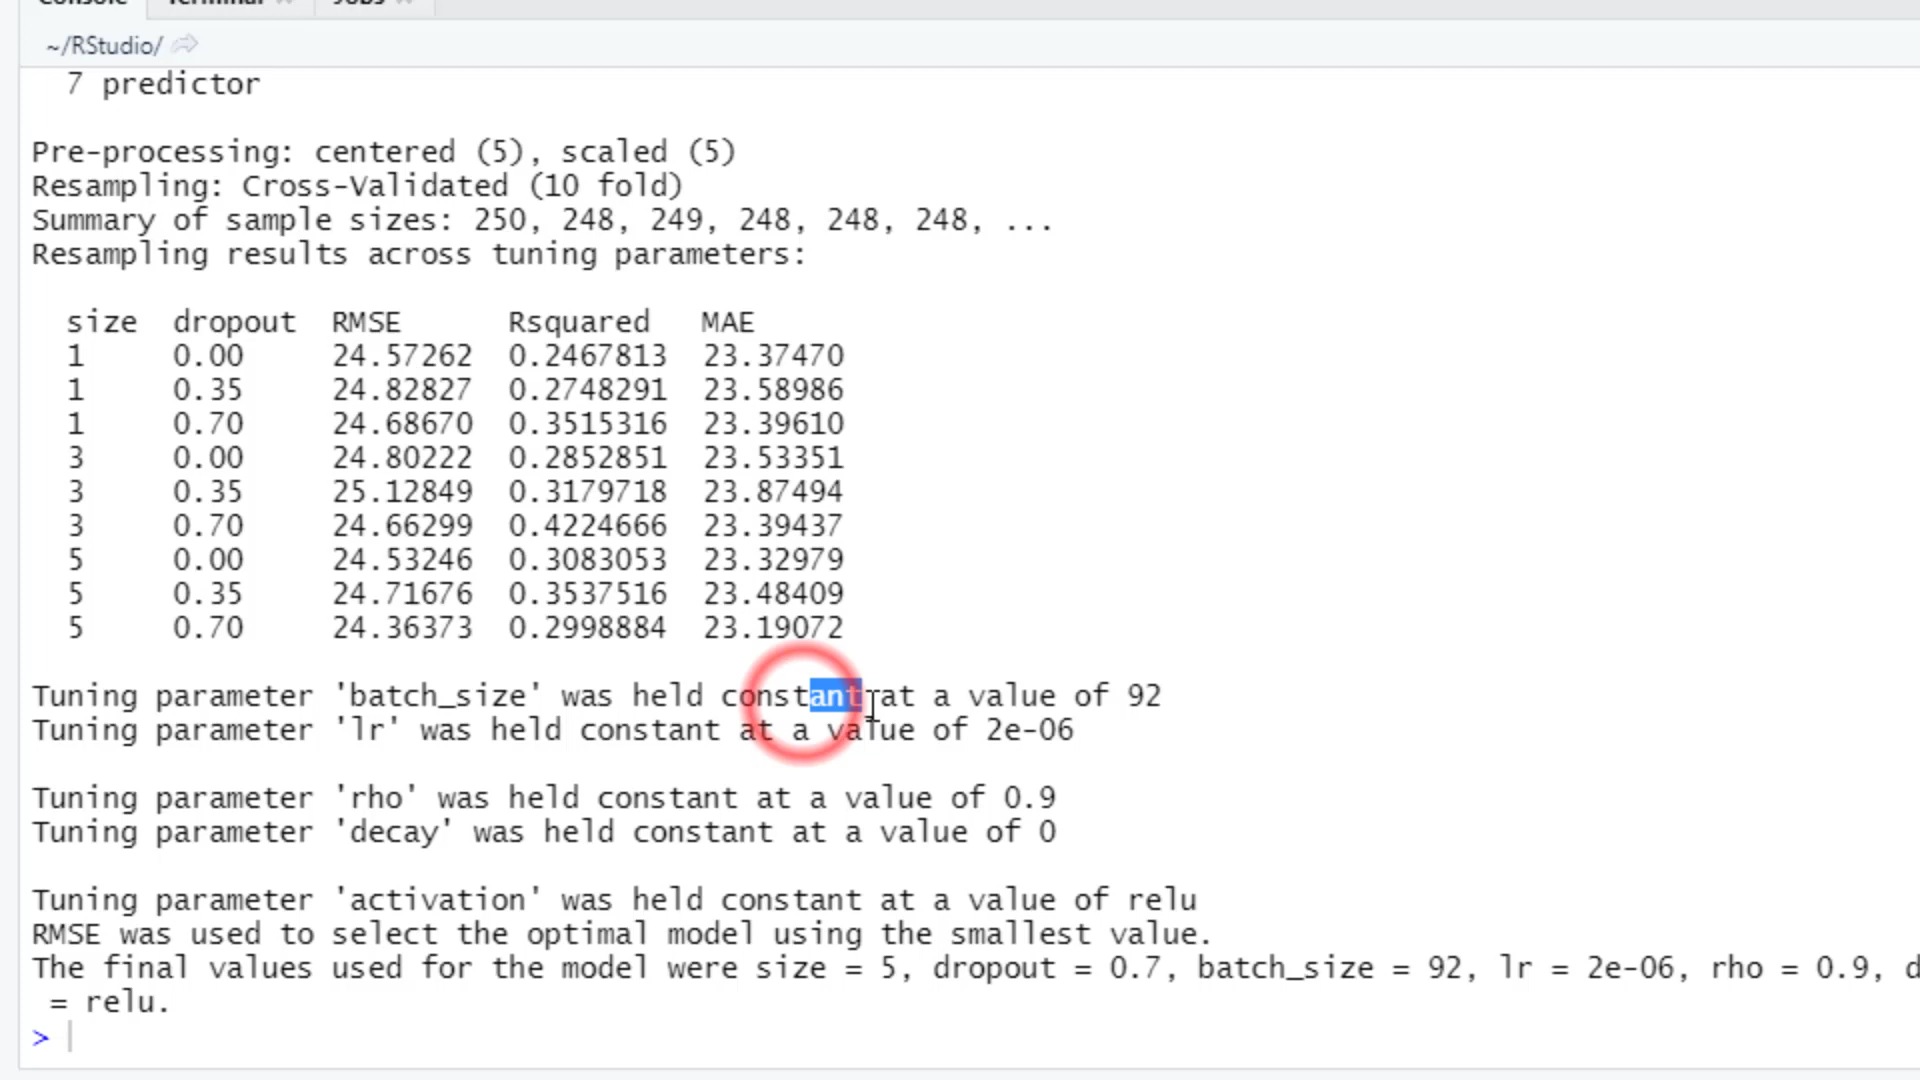 Console Terminal Jobs
~/RStudio/
7 predictor
Pre-processing: centered (5), scaled (5)
Resampling: Cross-Validated (10 fold)
Summary of sample sizes: 250, 248, 249, 248, 248, 248, ...
Resampling results across tuning parameters:
size dropout RMSE Rsquared MAE
1 0.00 24.57262 0.2467813 23.37470
1 0.35 24.82827 0.2748291 23.58986
1 0.70 24.68670 0.3515316 23.39610
3 0.00 24.80222 0.2852851 23.53351
3 0.35 25.12849 0.3179718 23.87494
3 0.70 24.66299 0.4224666 23.39437
5 0.00 24.53246 0.3083053 23.32979
5 0.35 24.71676 0.3537516 23.48409
5 0.70 24.36373 0.2998884 23.19072
Tuning parameter 'batch_size' was held constant at a value of 92
Tuning parameter 'lr' was held constant at a value of 2e-06
Tuning parameter 'rho' was held constant at a value of 0.9
Tuning parameter 'decay' was held constant at a value of 0
Tuning parameter 'activation' was held constant at a value of relu
RMSE was used to select the optimal model using the smallest value.
The final values used for the model were size = 5, dropout = 0.7, batch_size = 92, lr = 2e-06, rho = 0.9, d
= relu.
>